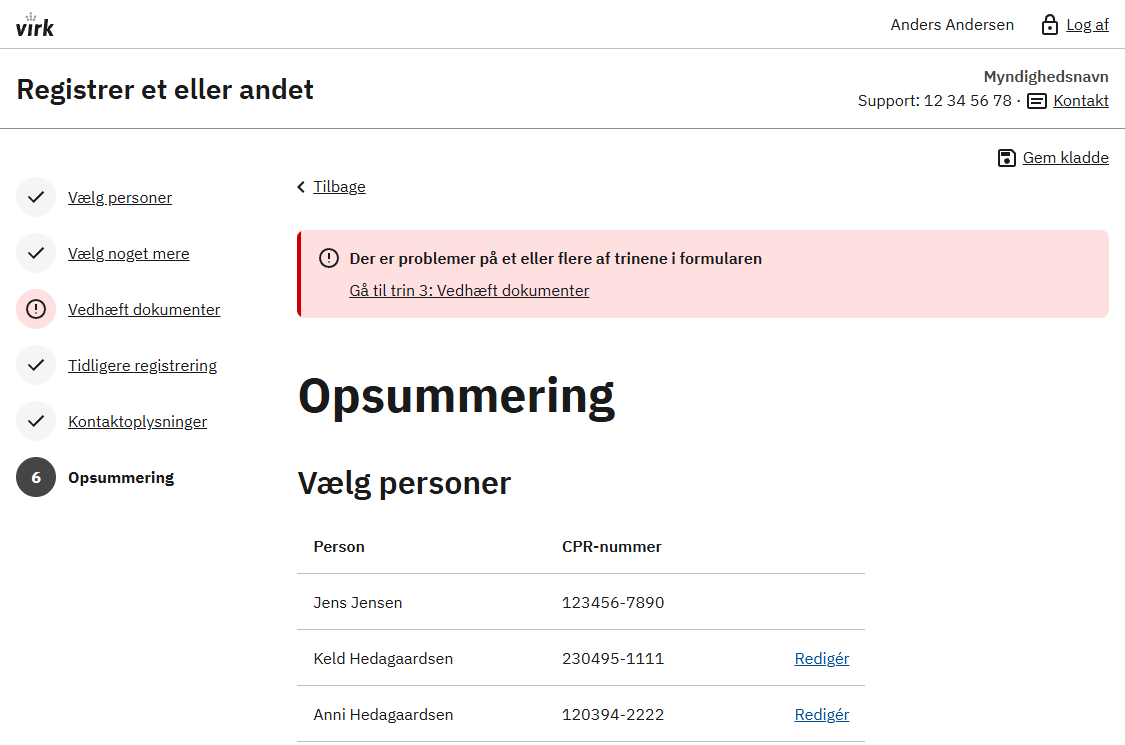 virk
Anders Andersen
Log af
Registrer et eller andet
Myndighedsnavn
Support: 12 34 56 78 · Kontakt
Gem kladde
Vælg personer
Vælg noget mere
Vedhæft dokumenter
Tidligere registrering
Kontaktoplysninger
6 Opsummering
Tilbage
Der er problemer på et eller flere af trinene i formularen
Gå til trin 3: Vedhæft dokumenter
Opsummering
Vælg personer
Person CPR-nummer
Jens Jensen 123456-7890
Keld Hedagaardsen 230495-1111 Redigér
Anni Hedagaardsen 120394-2222 Redigér